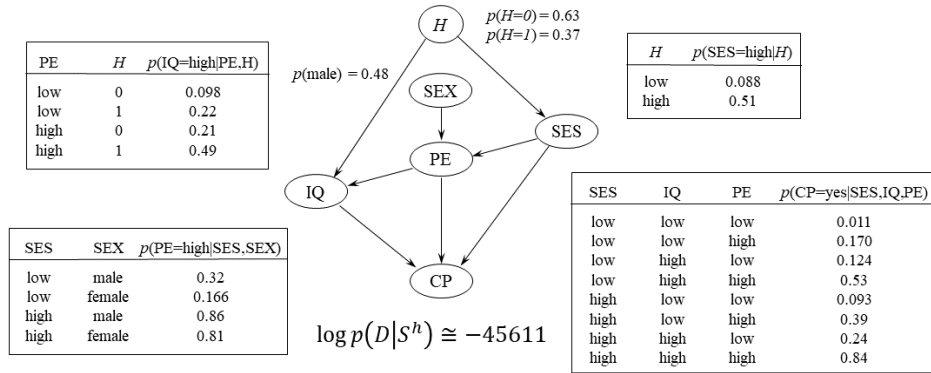 H
p(H=0) = 0.63
p(H=1) = 0.37
PE H p(IQ=high|PE,H)
low 0 0.098
low 1 0.22
high 0 0.21
high 1 0.49
H p(SES=high|H)
low 0.088
high 0.51
p(male) = 0.48
SEX
SES
PE
IQ
CP
SES SEX p(PE=high|SES,SEX)
low male 0.32
low female 0.166
high male 0.86
high female 0.81
SES IQ PE p(CP=yes|SES,IQ,PE)
low low low 0.011
low low high 0.170
low high low 0.124
low high high 0.53
high low low 0.093
high low high 0.39
high high low 0.24
high high high 0.84
log p(D|S^h) ≅ −45611